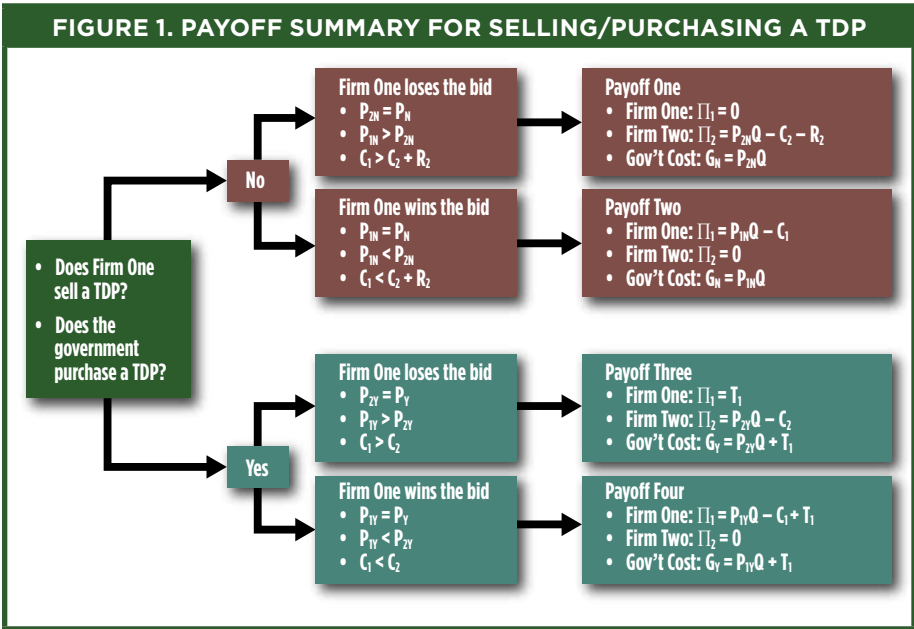 FIGURE 1. PAYOFF SUMMARY FOR SELLING/PURCHASING A TDP
• Does Firm One
sell a TDP?
• Does the
government
purchase a TDP?
No
Firm One loses the bid
• P₂ₙ = Pₙ
• P₁ₙ > P₂ₙ
• C₁ > C₂ + R₂
Payoff One
• Firm One: Π₁ = 0
• Firm Two: Π₂ = P₂ₙQ – C₂ – R₂
• Gov't Cost: Gₙ = P₂ₙQ
Firm One wins the bid
• P₁ₙ = Pₙ
• P₁ₙ < P₂ₙ
• C₁ < C₂ + R₂
Payoff Two
• Firm One: Π₁ = P₁ₙQ – C₁
• Firm Two: Π₂ = 0
• Gov't Cost: Gₙ = P₁ₙQ
Yes
Firm One loses the bid
• P₂Y = PY
• P₁Y > P₂Y
• C₁ > C₂
Payoff Three
• Firm One: Π₁ = T₁
• Firm Two: Π₂ = P₂YQ – C₂
• Gov't Cost: GY = P₂YQ + T₁
Firm One wins the bid
• P₁Y = PY
• P₁Y < P₂Y
• C₁ < C₂
Payoff Four
• Firm One: Π₁ = P₁YQ – C₁ + T₁
• Firm Two: Π₂ = 0
• Gov't Cost: GY = P₁YQ + T₁